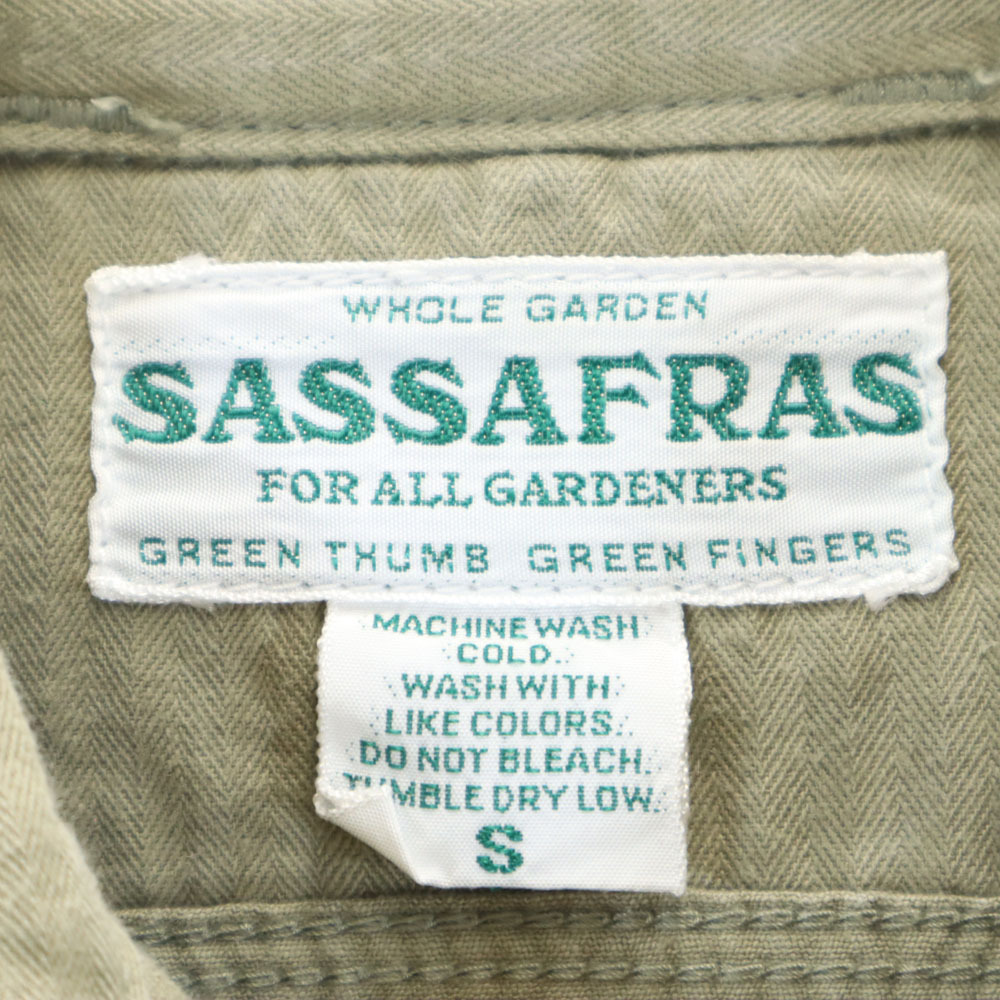 WHOLE GARDEN
SASSAFRAS
FOR ALL GARDENERS
GREEN THUMB GREEN FINGERS
MACHINE WASH
COLD.
WASH WITH
LIKE COLORS.
DO NOT BLEACH.
TUMBLE DRY LOW.
S